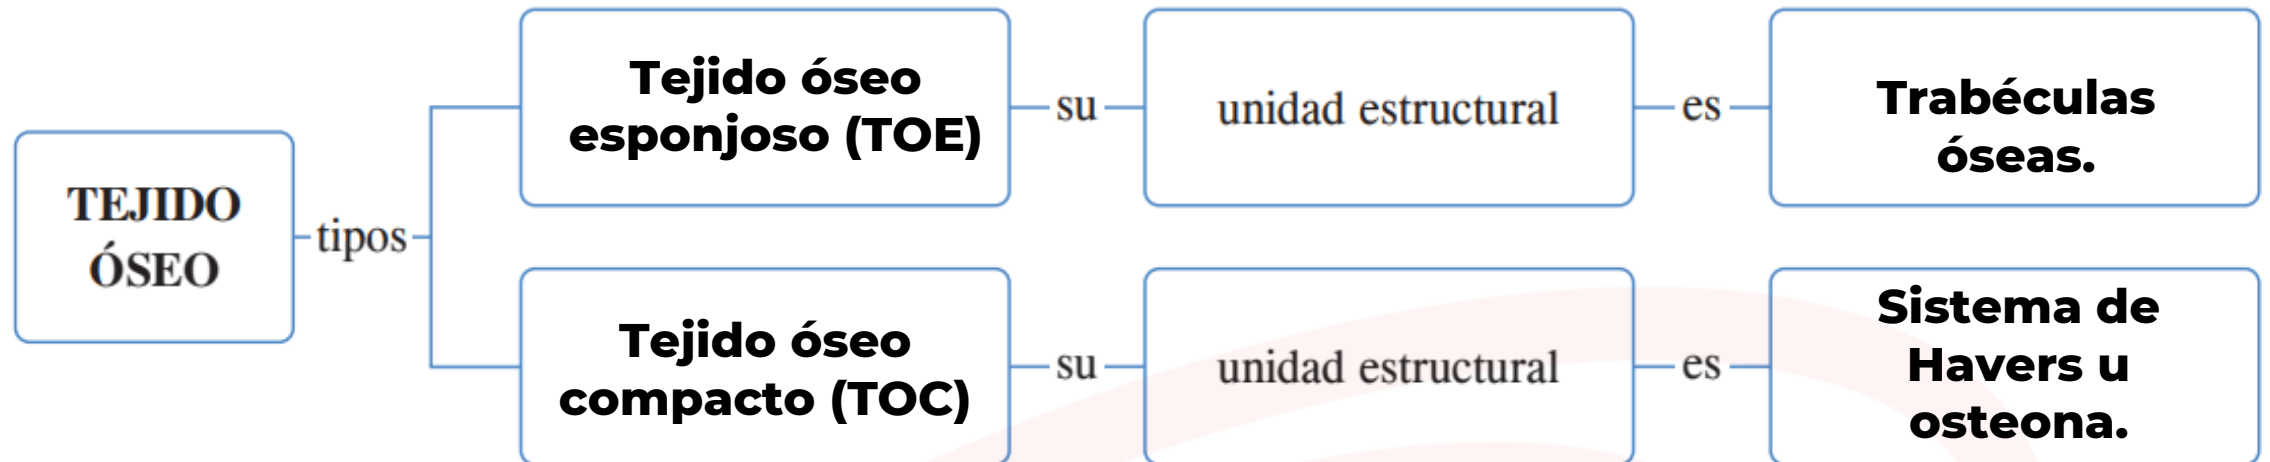 TEJIDO
ÓSEO
tipos
Tejido óseo
esponjoso (TOE)
su
unidad estructural
es
Trabéculas
óseas.
Tejido óseo
compacto (TOC)
su
unidad estructural
es
Sistema de
Havers u
osteona.